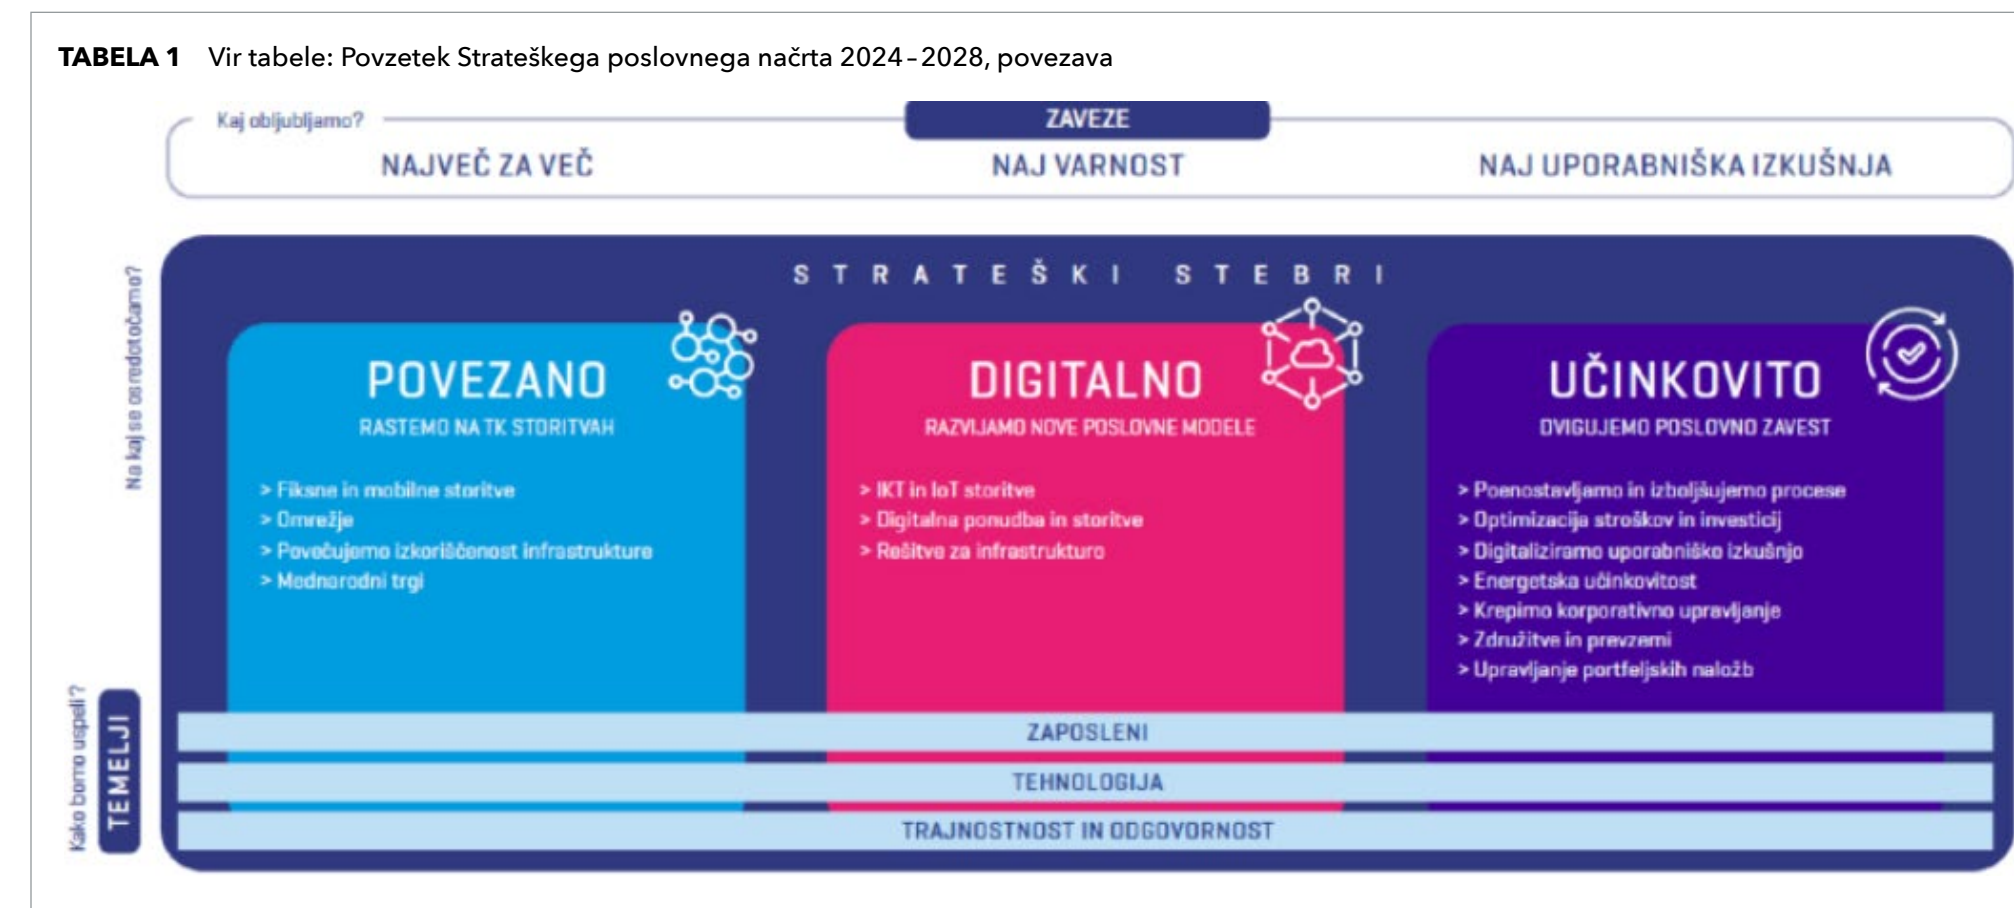 TABELA 1 Vir tabele: Povzetek Strateškega poslovnega načrta 2024–2028, povezava
Kaj obljubljamo?
ZAVEZE
NAJVEČ ZA VEČ
NAJ VARNOST
NAJ UPORABNIŠKA IZKUŠNJA
Na kaj se osredotočamo?
STRATEŠKI STEBRI
POVEZANO
RASTEMO NA TK STORITVAH
> Fiksne in mobilne storitve
> Omrežje
> Povečujemo izkoriščenost infrastrukture
> Mednarodni trgi
DIGITALNO
RAZVIJAMO NOVE POSLOVNE MODELE
> IKT in IoT storitve
> Digitalna ponudba in storitve
> Rešitve za infrastrukturo
UČINKOVITO
DVIGUJEMO POSLOVNO ZAVEST
> Poenostavljamo in izboljšujemo procese
> Optimizacija stroškov in investicij
> Digitaliziramo uporabniško izkušnjo
> Energetska učinkovitost
> Krepimo korporativno upravljanje
> Združitve in prevzemi
> Upravljanje portfeljskih naložb
Kako bomo uspeli?
TEMELJI
ZAPOSLENI
TEHNOLOGIJA
TRAJNOSTNOST IN ODGOVORNOST